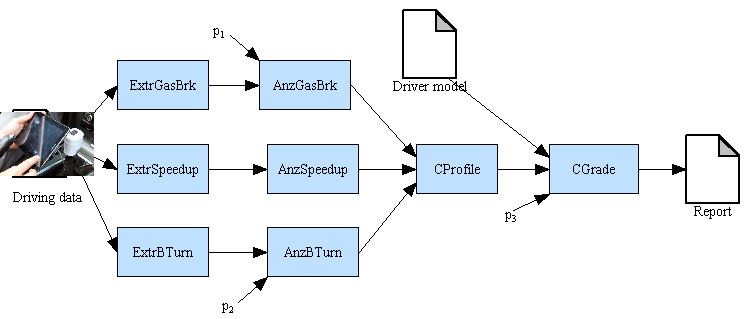 p1
ExtrGasBrk
AnzGasBrk
Driver model
ExtrSpeedup
AnzSpeedup
CProfile
CGrade
Driving data
p3
Report
ExtrBTurn
AnzBTurn
p2